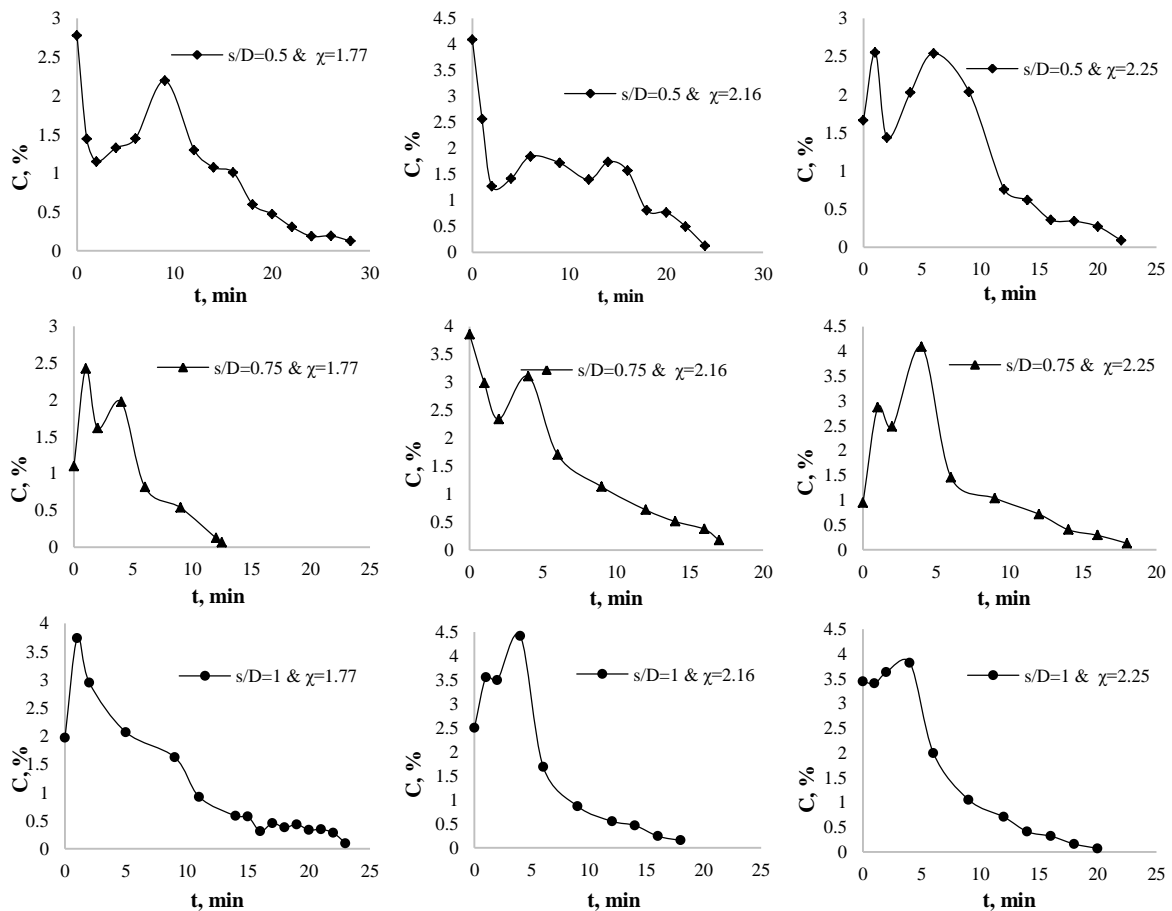 3
2.5
2
1.5
1
0.5
0
C, %
s/D=0.5 & χ=1.77
0 10 20 30
t, min
4.5
4
3.5
3
2.5
2
1.5
1
0.5
0
C, %
s/D=0.5 & χ=2.16
0 10 20 30
t, min
3
2.5
2
1.5
1
0.5
0
C, %
s/D=0.5 & χ=2.25
0 5 10 15 20 25
t, min
3
2.5
2
1.5
1
0.5
0
C, %
s/D=0.75 & χ=1.77
0 5 10 15 20 25
t, min
4
3.5
3
2.5
2
1.5
1
0.5
0
C, %
s/D=0.75 & χ=2.16
0 5 10 15 20
t, min
4.5
4
3.5
3
2.5
2
1.5
1
0.5
0
C, %
s/D=0.75 & χ=2.25
0 5 10 15 20
t, min
4
3.5
3
2.5
2
1.5
1
0.5
0
C, %
s/D=1 & χ=1.77
0 5 10 15 20 25
t, min
4.5
4
3.5
3
2.5
2
1.5
1
0.5
0
C, %
s/D=1 & χ=2.16
0 5 10 15 20 25
t, min
4.5
4
3.5
3
2.5
2
1.5
1
0.5
0
C, %
s/D=1 & χ=2.25
0 5 10 15 20 25
t, min